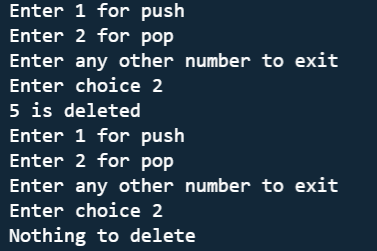 Enter 1 for push
Enter 2 for pop
Enter any other number to exit
Enter choice 2
5 is deleted
Enter 1 for push
Enter 2 for pop
Enter any other number to exit
Enter choice 2
Nothing to delete